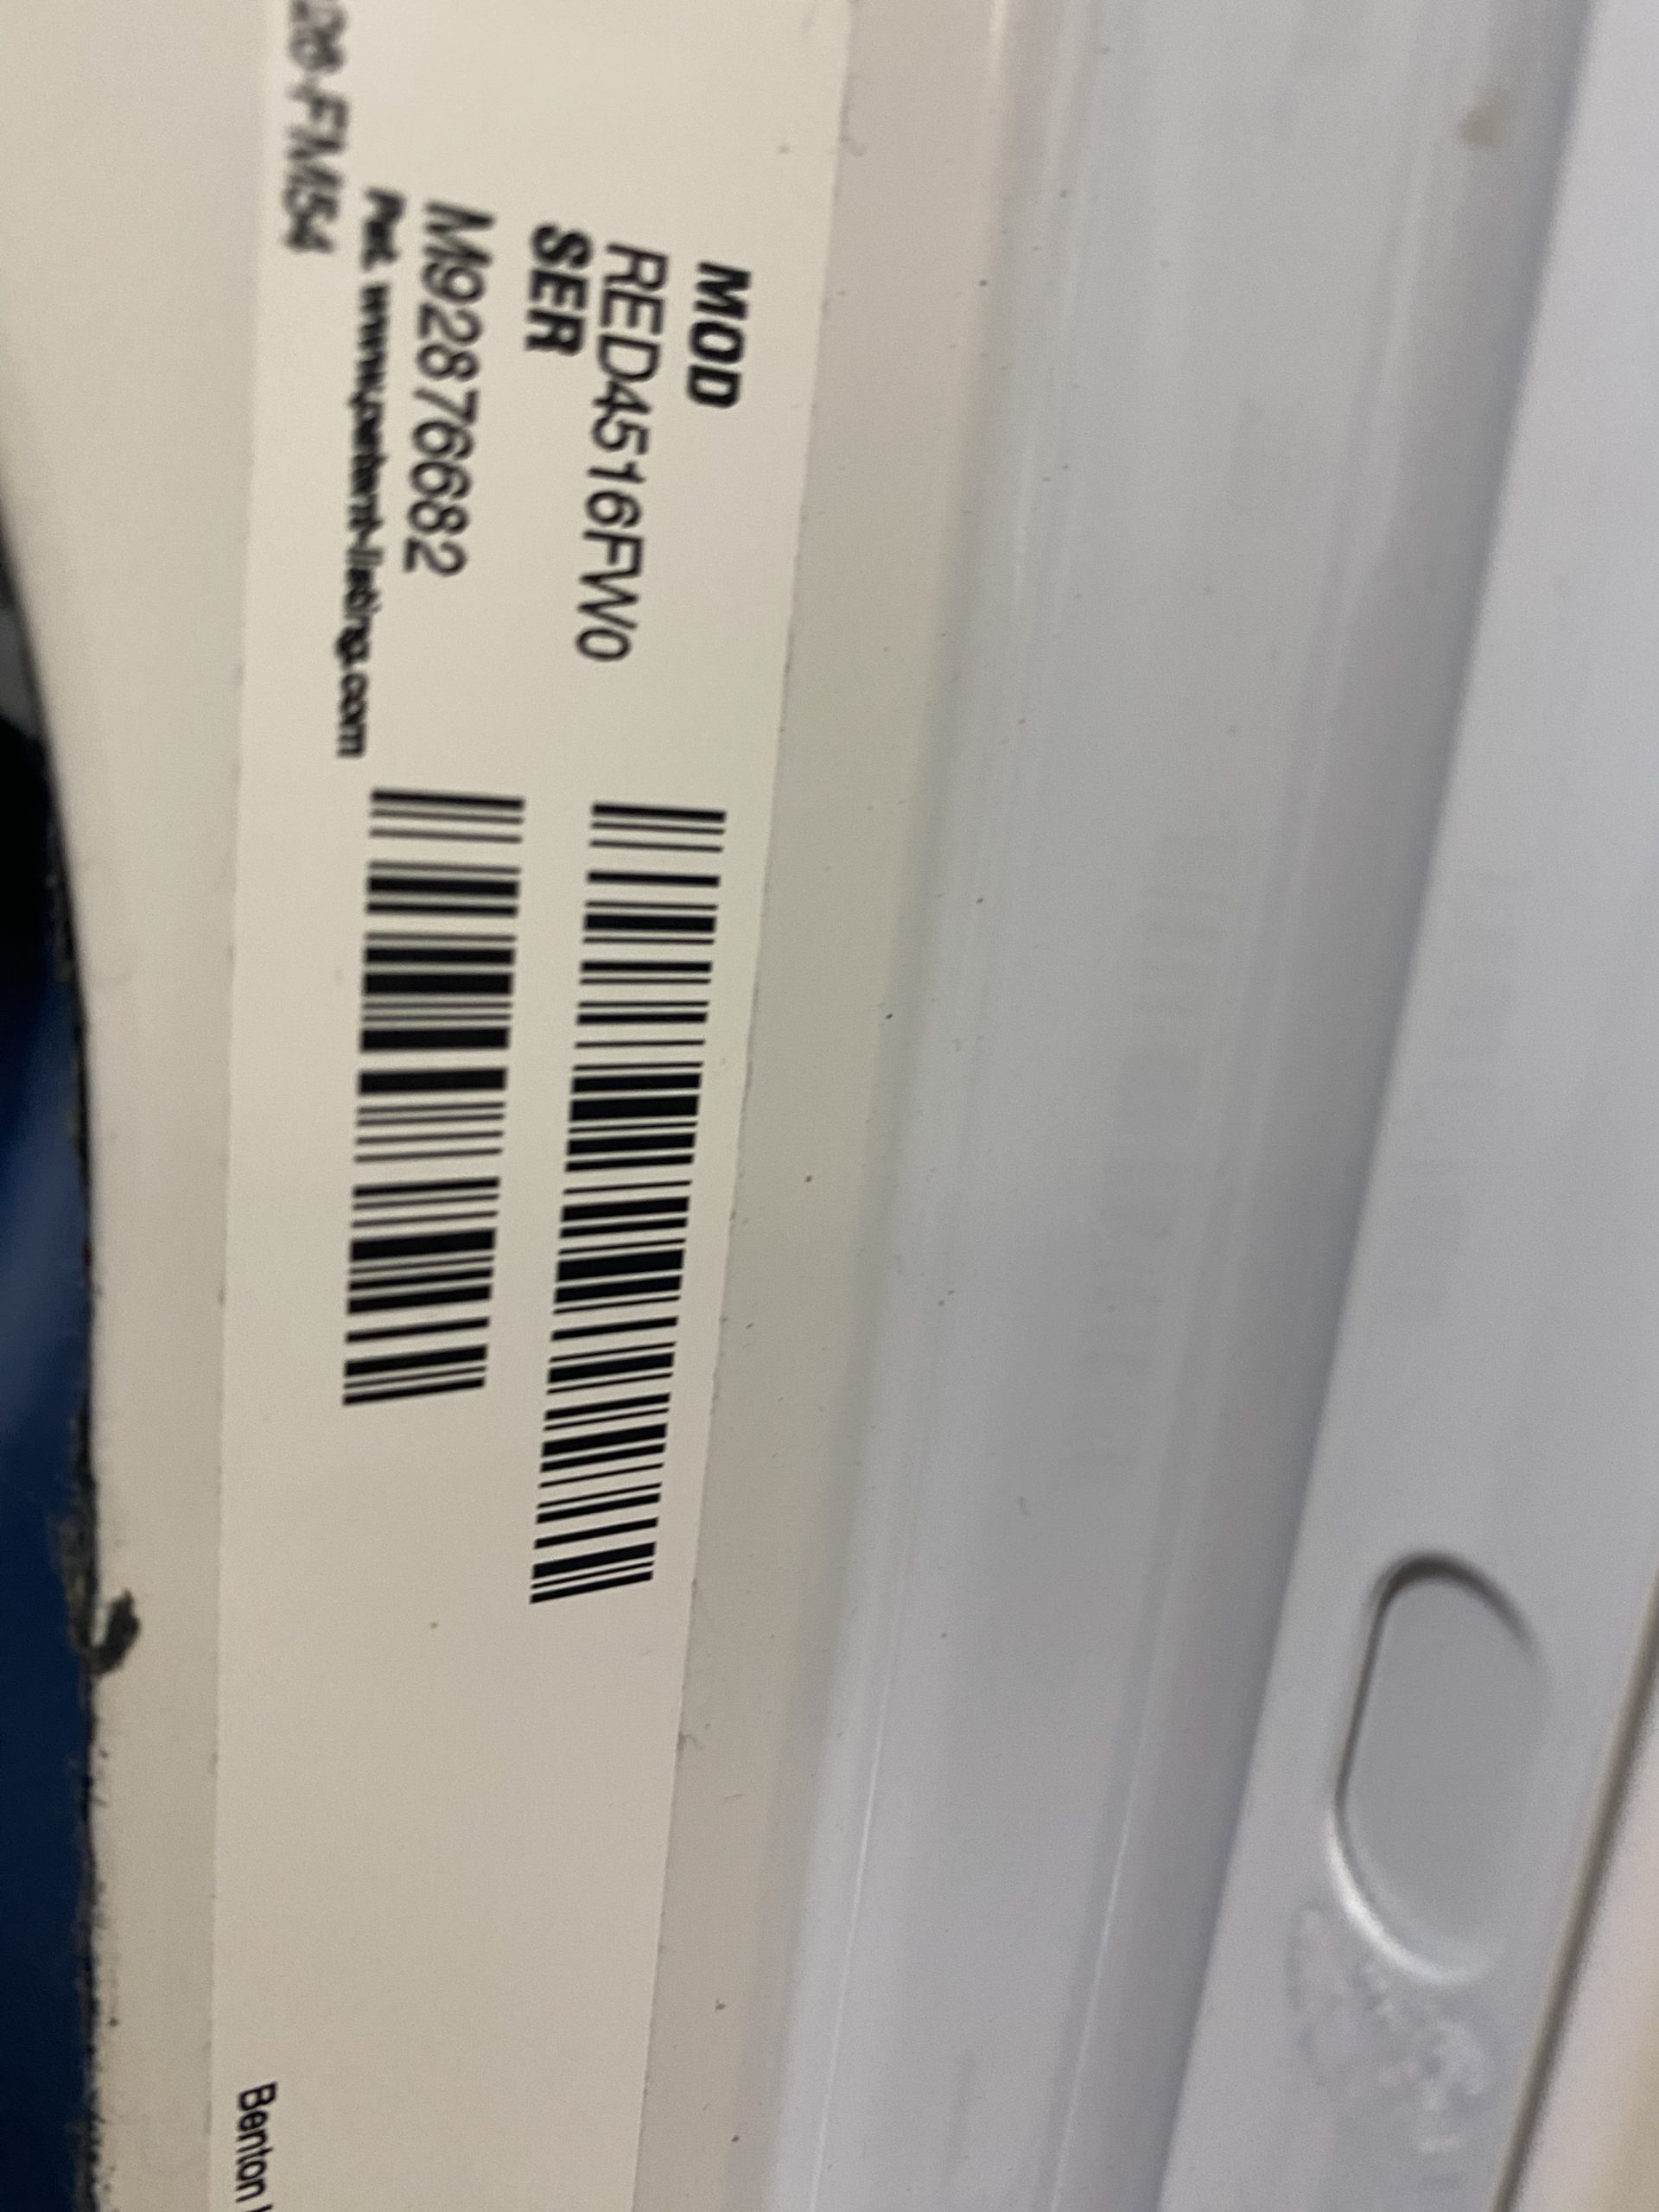 MOD
RED4516FW0
SER
M92876682
Pat. www.patent-listing.com
Benton